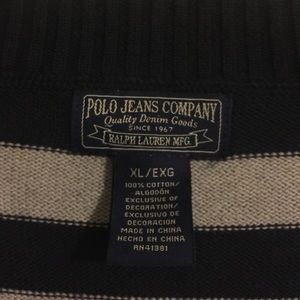 POLO JEANS COMPANY
Quality Denim Goods
SINCE 1967
RALPH LAUREN MFG.
XL/EXG
100% COTTON/
ALGODÓN
EXCLUSIVE OF
DECORATION/
EXCLUSIVO DE
DECORACION
MADE IN CHINA
HECHO EN CHINA
RN41381